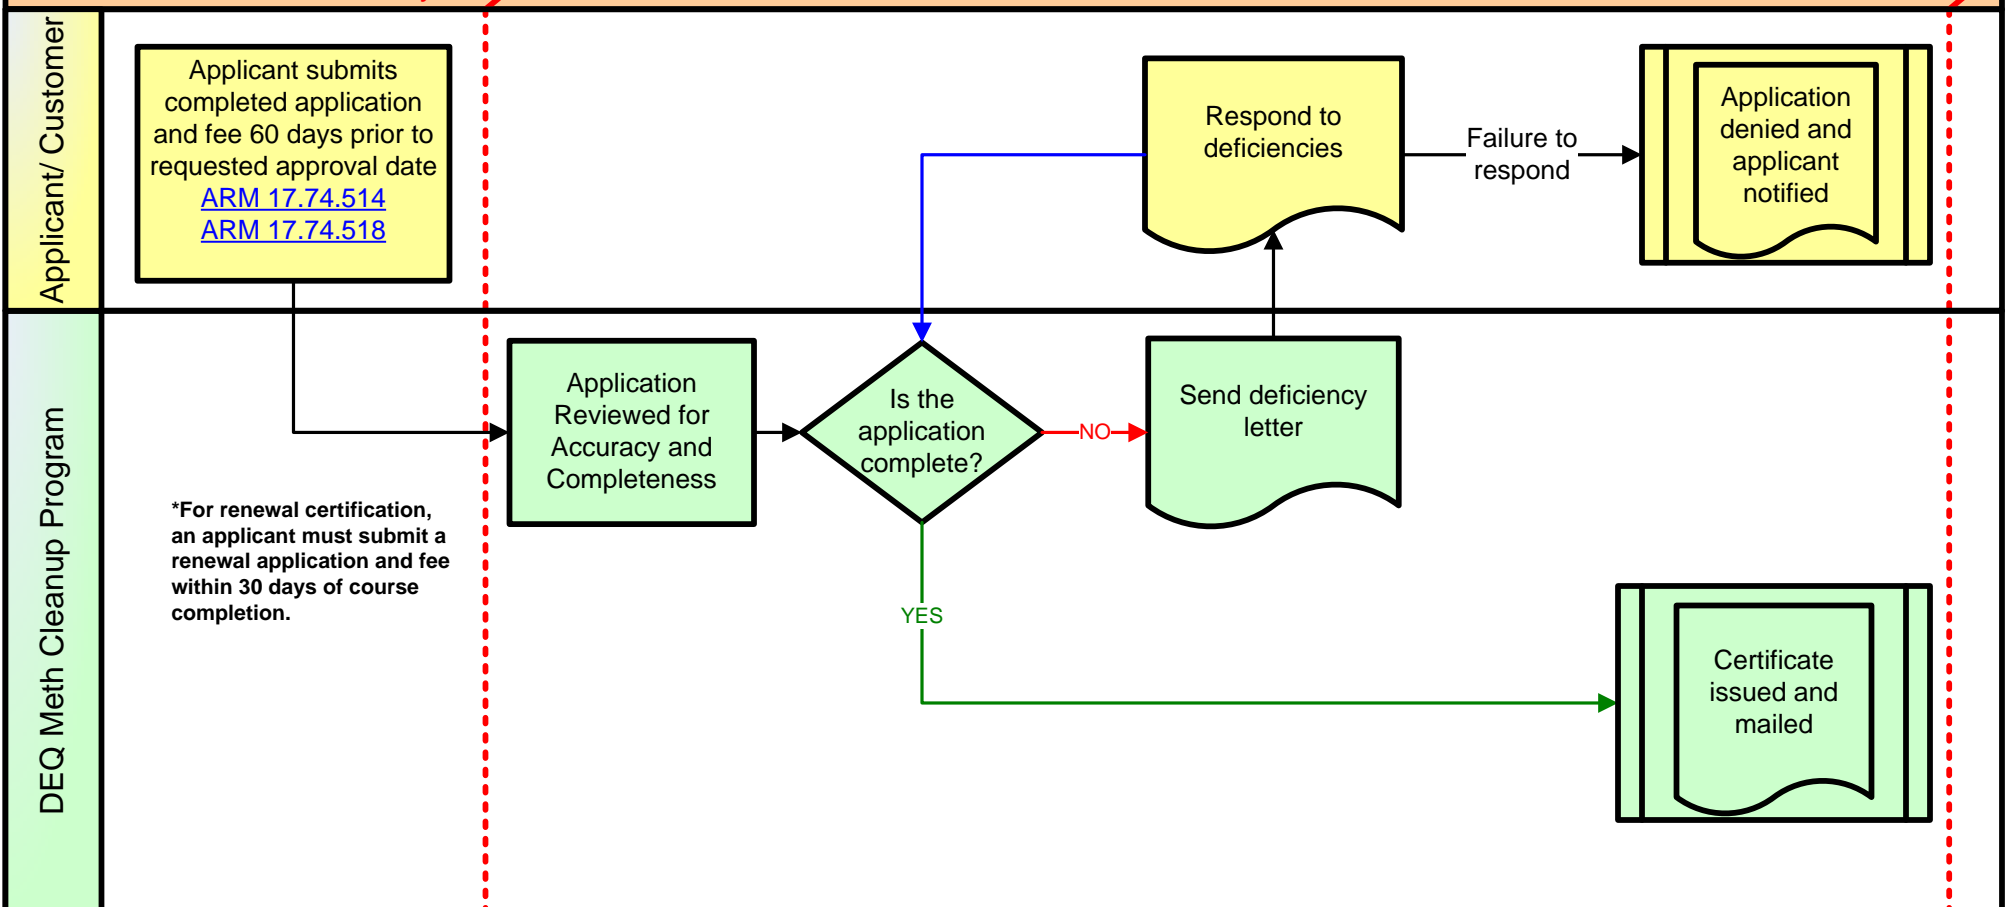 Applicant/ Customer
Applicant submits
completed application
and fee 60 days prior to
requested approval date
ARM 17.74.514
ARM 17.74.518
Respond to
deficiencies
Failure to
respond
Application
denied and
applicant
notified
DEQ Meth Cleanup Program
Application
Reviewed for
Accuracy and
Completeness
Is the
application
complete?
NO
Send deficiency
letter
*For renewal certification,
an applicant must submit a
renewal application and fee
within 30 days of course
completion.
YES
Certificate
issued and
mailed